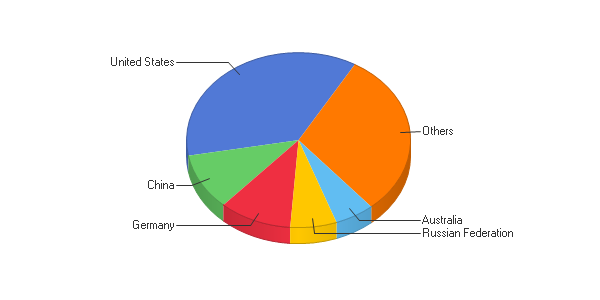 United States
Others
China
Australia
Germany
Russian Federation